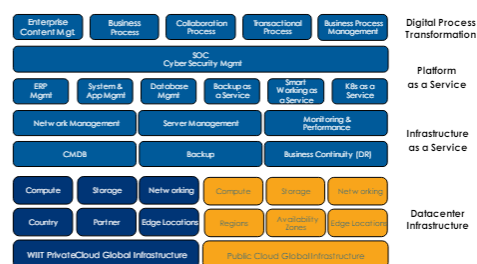 Enterprise
Content Mgt.
Business
Process
Collaboration
Process
Transactional
Process
Business Process
Management
Digital Process
Transformation
SOC
Cyber Security Mgmt
Platform
as a Service
ERP
Mgmt
System &
App Mgmt
Database
Mgmt
Backup as
a Service
Smart
Working as
a Service
K8s as a
Service
Network Management
Server Management
Monitoring &
Performance
Infrastructure
as a Service
CMDB
Backup
Business Continuity (DR)
Compute
Storage
Networking
Compute
Storage
Networking
Datacenter
Infrastructure
Country
Partner
Edge Locations
Regions
Availability
Zones
Edge Locations
WIIT PrivateCloud Global Infrastructure
Public Cloud GlobalInfrastructure